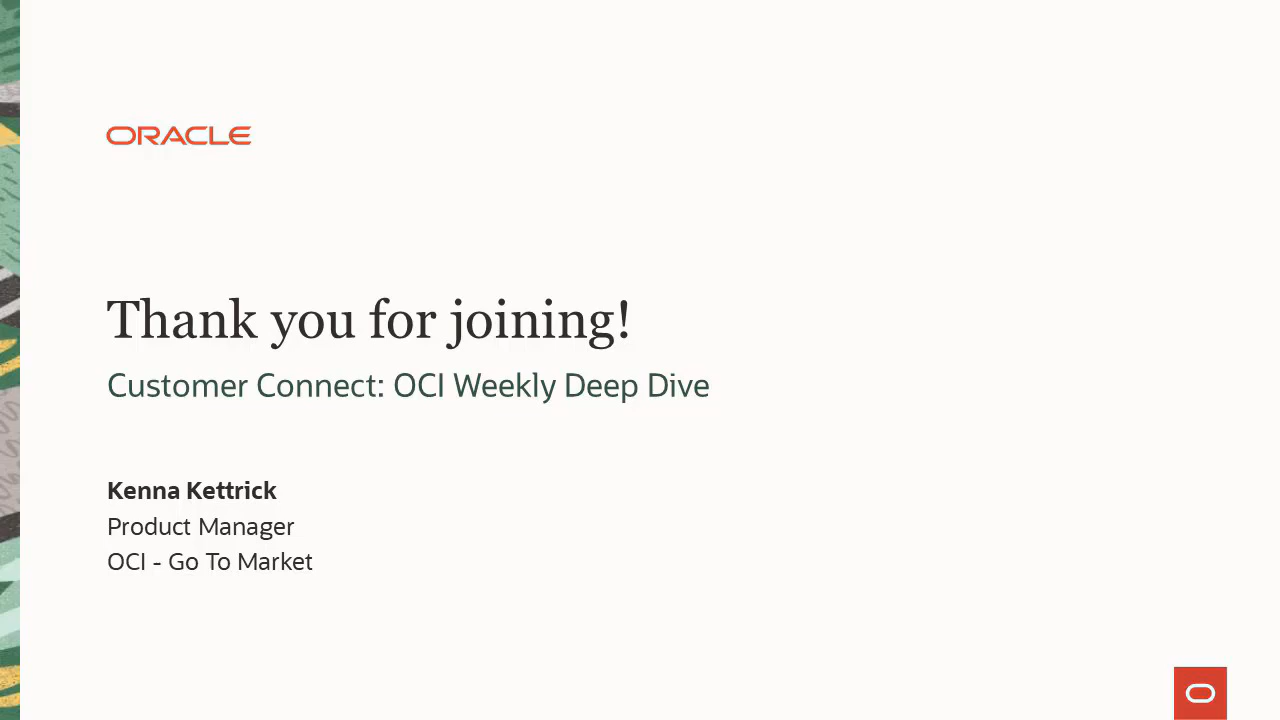 ORACLE
Thank you for joining!
Customer Connect: OCI Weekly Deep Dive
Kenna Kettrick
Product Manager
OCI - Go To Market